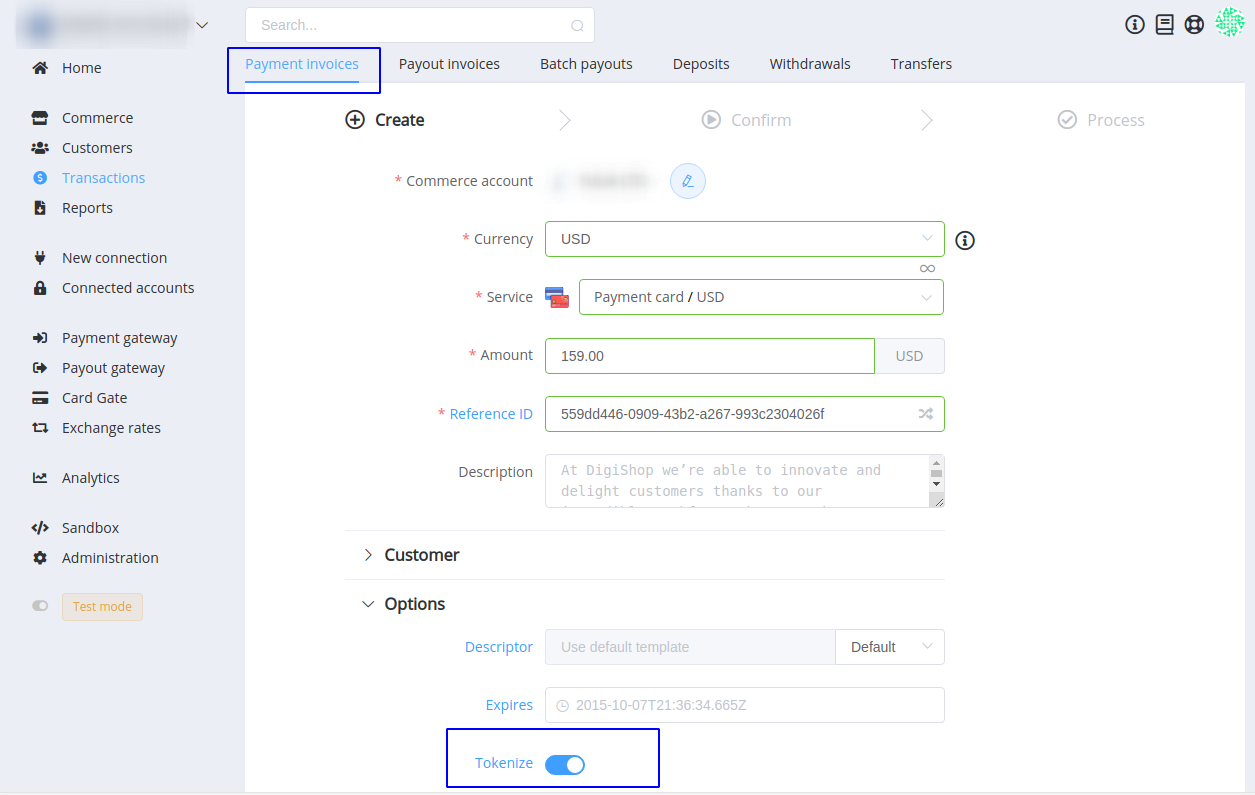 Search...
Home
Commerce
Customers
Transactions
Reports
New connection
Connected accounts
Payment gateway
Payout gateway
Card Gate
Exchange rates
Analytics
Sandbox
Administration
Test mode
Payment invoices
Payout invoices
Batch payouts
Deposits
Withdrawals
Transfers
Create
Confirm
Process
* Commerce account
* Currency
USD
* Service
Payment card / USD
* Amount
159.00
USD
* Reference ID
559dd446-0909-43b2-a267-993c2304026f
Description
At DigiShop we’re able to innovate and
delight customers thanks to our
Customer
Options
Descriptor
Use default template
Default
Expires
2015-10-07T21:36:34.665Z
Tokenize